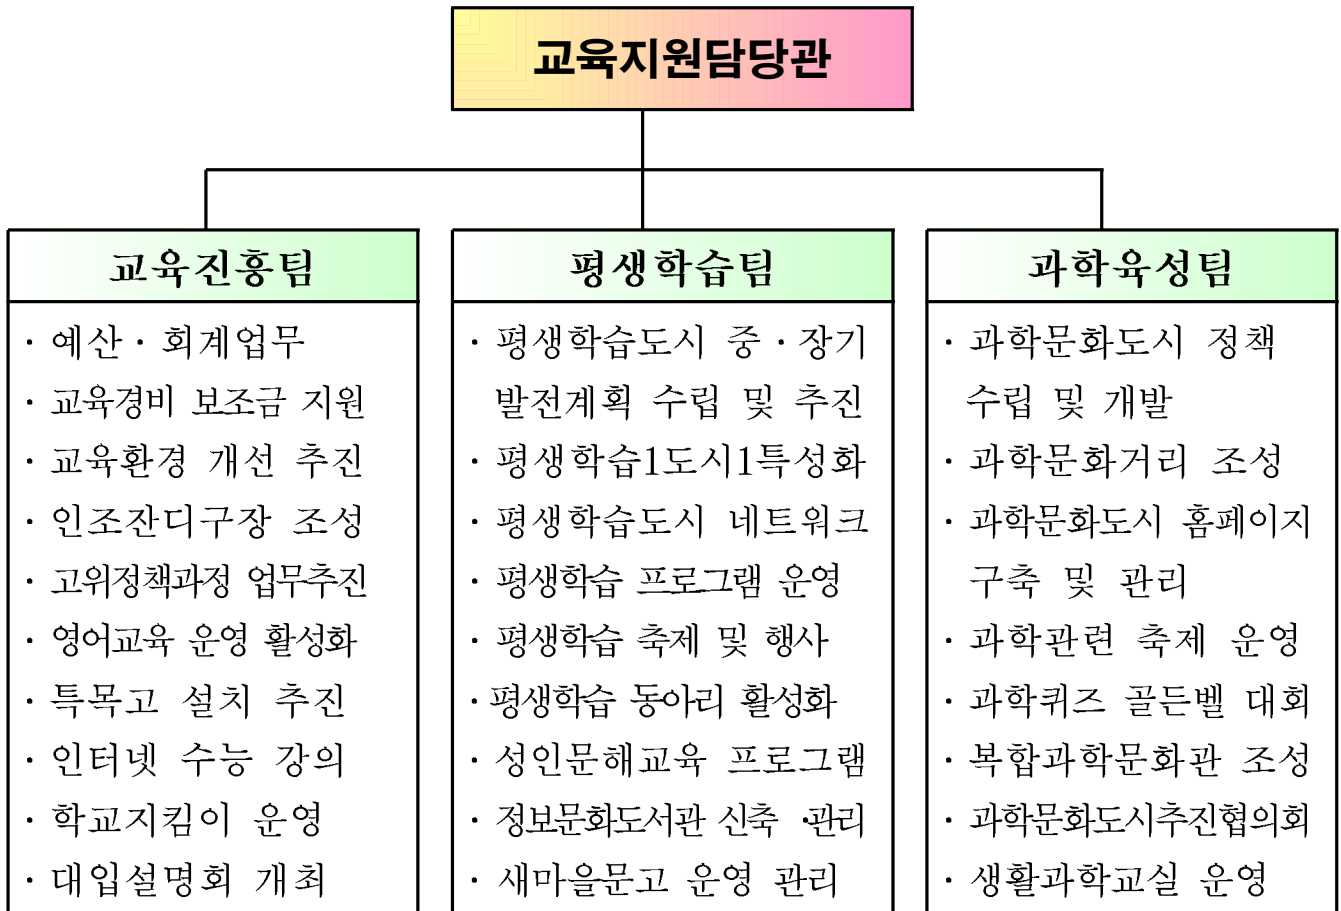 교육지원담당관
교육진흥팀
· 예산 · 회계업무
· 교육경비 보조금 지원
· 교육환경 개선 추진
· 인조잔디구장 조성
· 고위정책과정 업무추진
· 영어교육 운영 활성화
· 특목고 설치 추진
· 인터넷 수능 강의
· 학교지킴이 운영
· 대입설명회 개최
평생학습팀
· 평생학습도시 중 · 장기
발전계획 수립 및 추진
· 평생학습1도시1특성화
· 평생학습도시 네트워크
· 평생학습 프로그램 운영
· 평생학습 축제 및 행사
· 평생학습 동아리 활성화
· 성인문해교육 프로그램
· 정보문화도서관 신축 ·관리
· 새마을문고 운영 관리
과학육성팀
· 과학문화도시 정책
수립 및 개발
· 과학문화거리 조성
· 과학문화도시 홈페이지
구축 및 관리
· 과학관련 축제 운영
· 과학퀴즈 골든벨 대회
· 복합과학문화관 조성
· 과학문화도시추진협의회
· 생활과학교실 운영